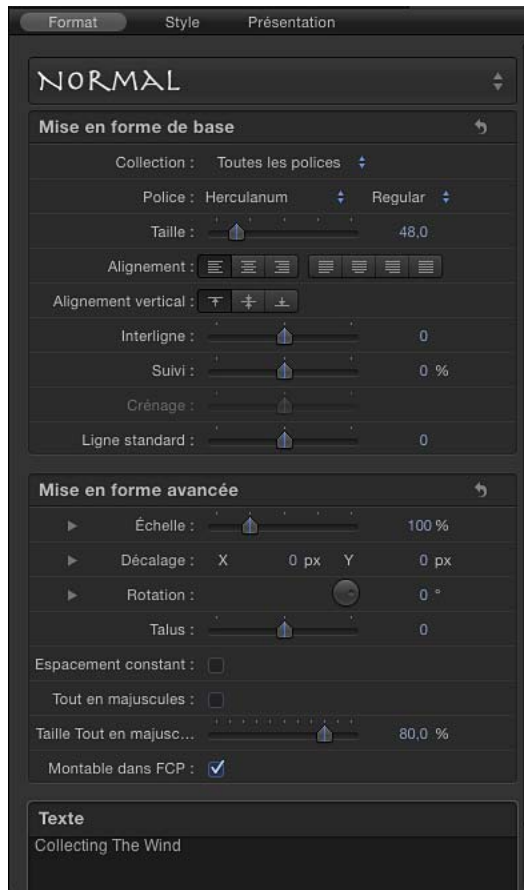 Format Style Présentation
NORMAL
Mise en forme de base
Collection : Toutes les polices
Police : Herculanum Regular
Taille : 48,0
Alignement :
Alignement vertical :
Interligne : 0
Suivi : 0 %
Crénage :
Ligne standard : 0
Mise en forme avancée
Échelle : 100 %
Décalage : X 0 px Y 0 px
Rotation : 0 °
Talus : 0
Espacement constant :
Tout en majuscules :
Taille Tout en majusc... 80,0 %
Montable dans FCP :
Texte
Collecting The Wind